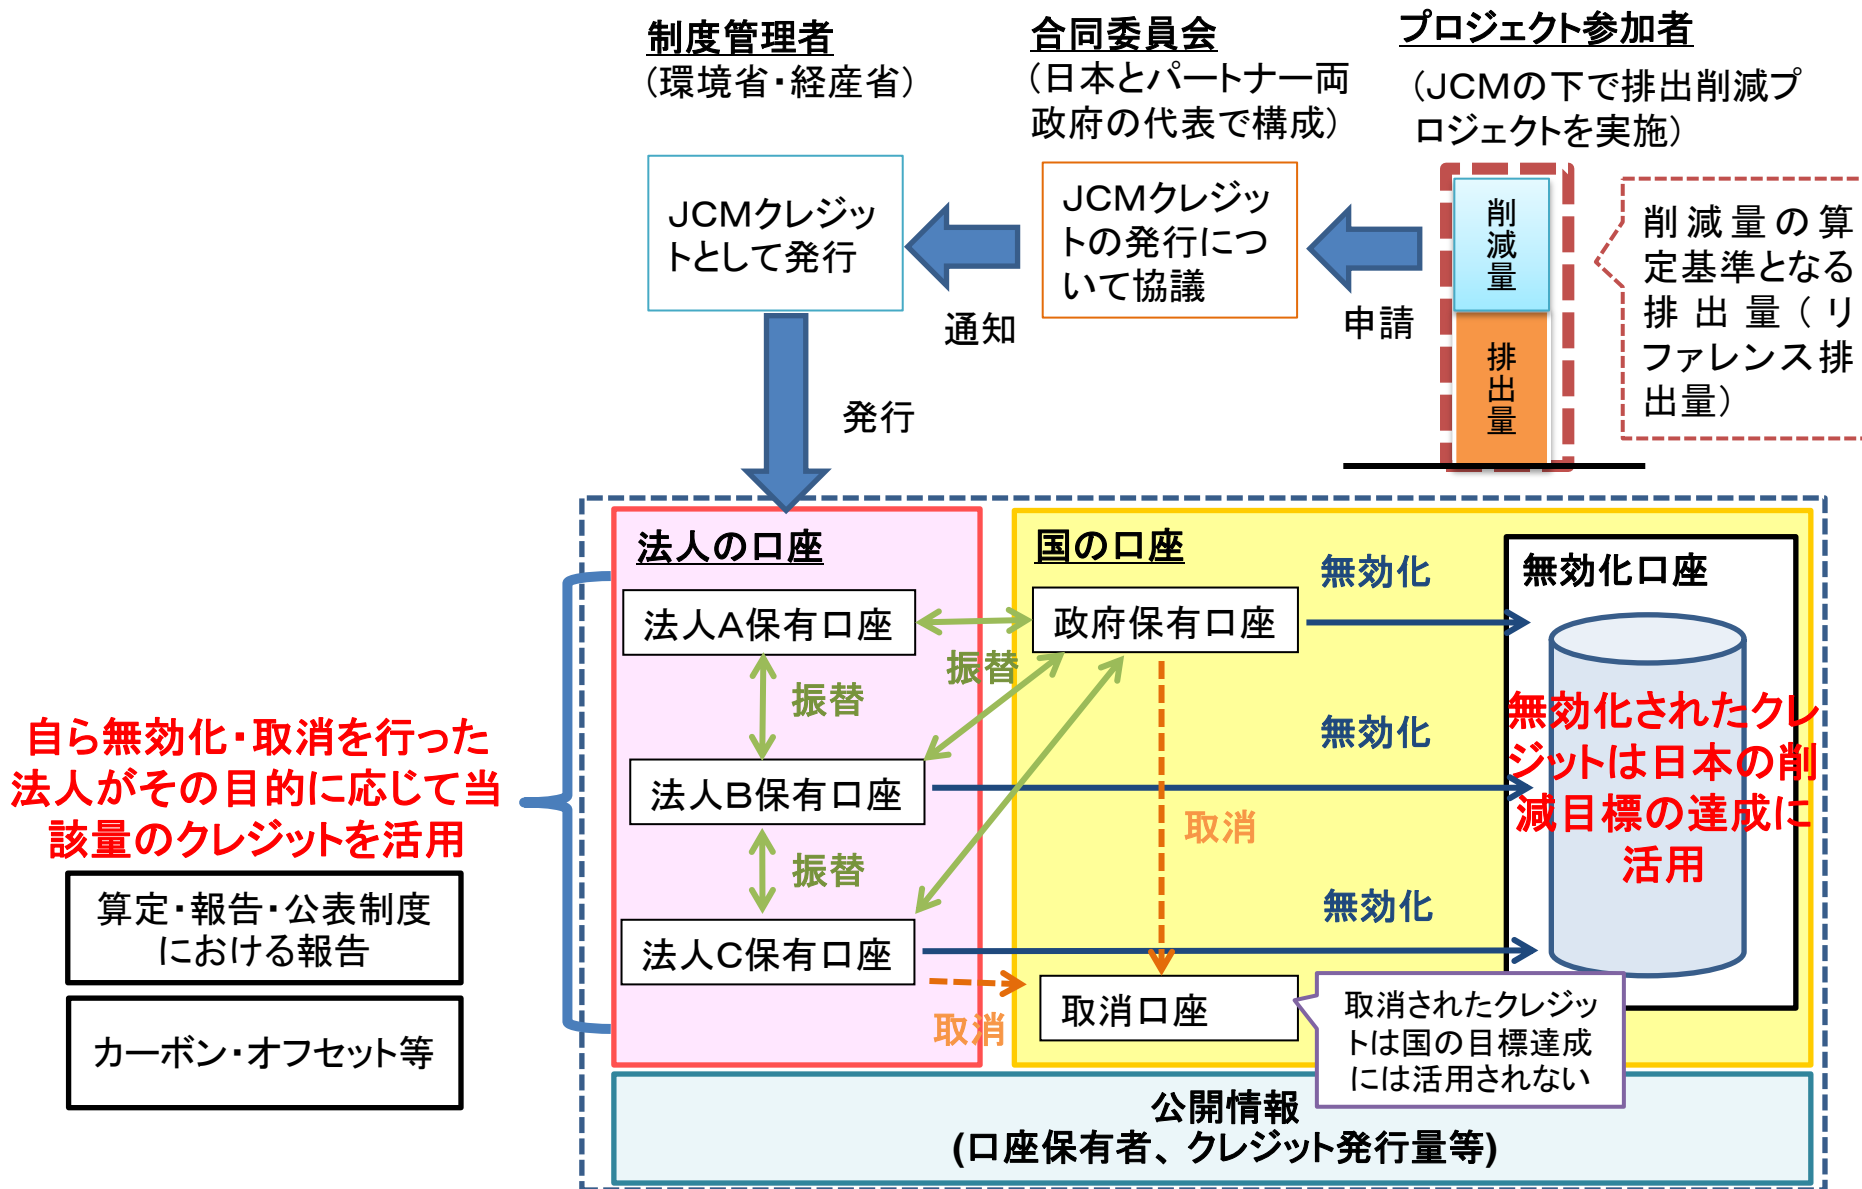 制度管理者
（環境省・経産省）
合同委員会
（日本とパートナー両
政府の代表で構成）
プロジェクト参加者
（JCMの下で排出削減プ
ロジェクトを実施）
JCMクレジッ
トとして発行
通知
JCMクレジッ
トの発行につ
いて協議
申請
削減量
排出量
削減量の算
定基準となる
排出量（リ
ファレンス排
出量）
発行
法人の口座
法人A保有口座
振替
法人B保有口座
振替
法人C保有口座
振替
取消
国の口座
政府保有口座
無効化
無効化
無効化
取消
取消口座
無効化口座
無効化されたクレ
ジットは日本の削
減目標の達成に
活用
取消されたクレジッ
トは国の目標達成
には活用されない
自ら無効化・取消を行った
法人がその目的に応じて当
該量のクレジットを活用
算定・報告・公表制度
における報告
カーボン・オフセット等
公開情報
(口座保有者、クレジット発行量等)